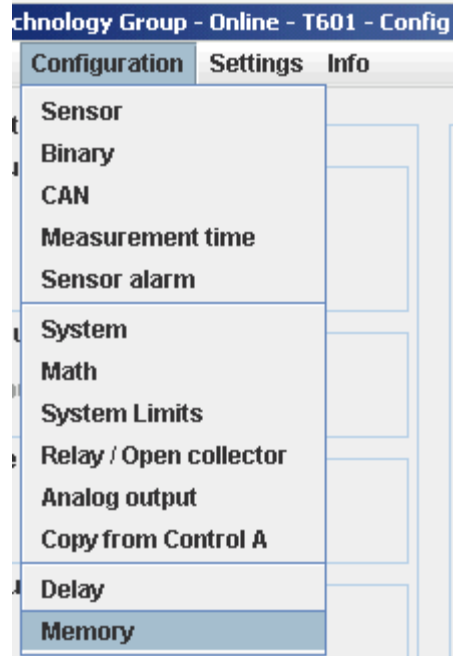 chnology Group - Online - T601 - Config
Configuration Settings Info
Sensor
Binary
CAN
Measurement time
Sensor alarm
System
Math
System Limits
Relay / Open collector
Analog output
Copy from Control A
Delay
Memory